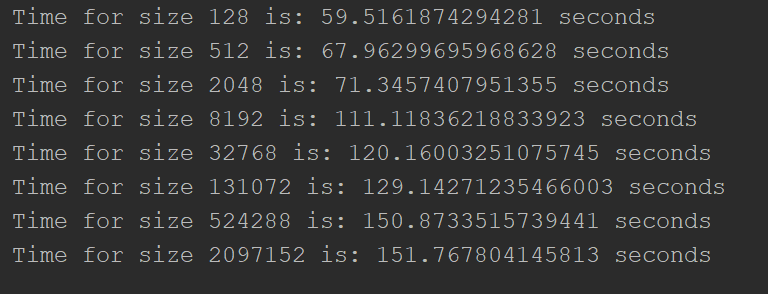 Time for size 128 is: 59.5161874294281 seconds
Time for size 512 is: 67.96299695968628 seconds
Time for size 2048 is: 71.3457407951355 seconds
Time for size 8192 is: 111.11836218833923 seconds
Time for size 32768 is: 120.16003251075745 seconds
Time for size 131072 is: 129.14271235466003 seconds
Time for size 524288 is: 150.8733515739441 seconds
Time for size 2097152 is: 151.767804145813 seconds